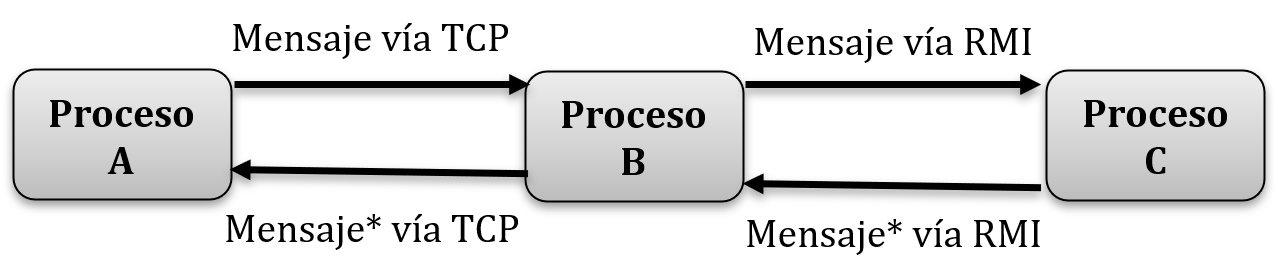 Mensaje vía TCP
Mensaje vía RMI
Proceso
A
Proceso
B
Proceso
C
Mensaje* vía TCP
Mensaje* vía RMI